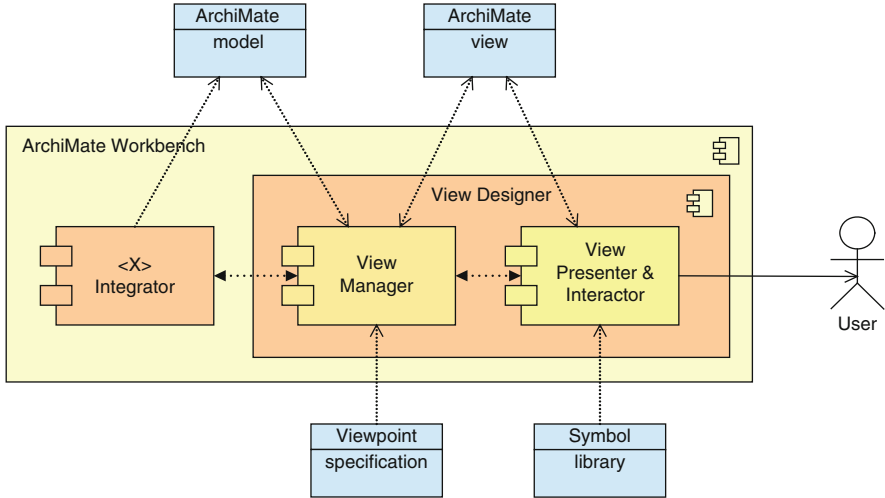 ArchiMate
model
ArchiMate
view
ArchiMate Workbench
View Designer
<X>
Integrator
View
Manager
View
Presenter &
Interactor
User
Viewpoint
specification
Symbol
library